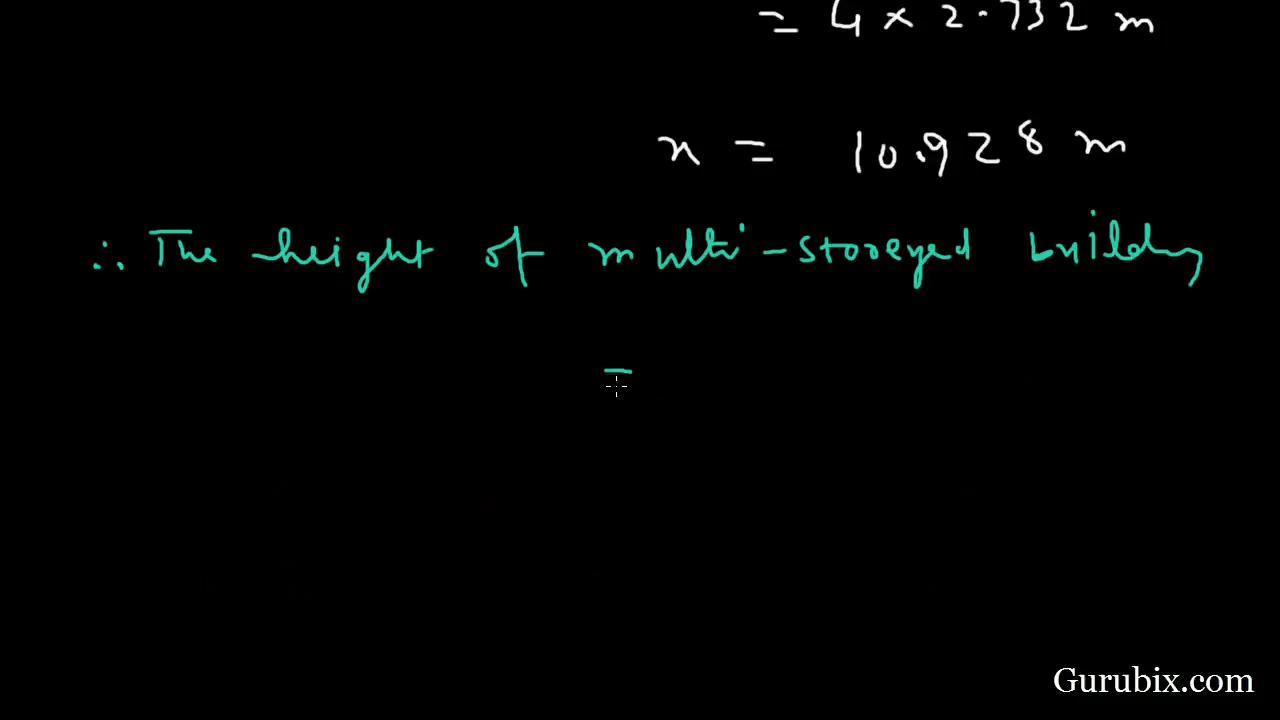 = 4 × 2.732 m
x = 10.928 m
∴ The height of multi-storeyed building
Gurubix.com